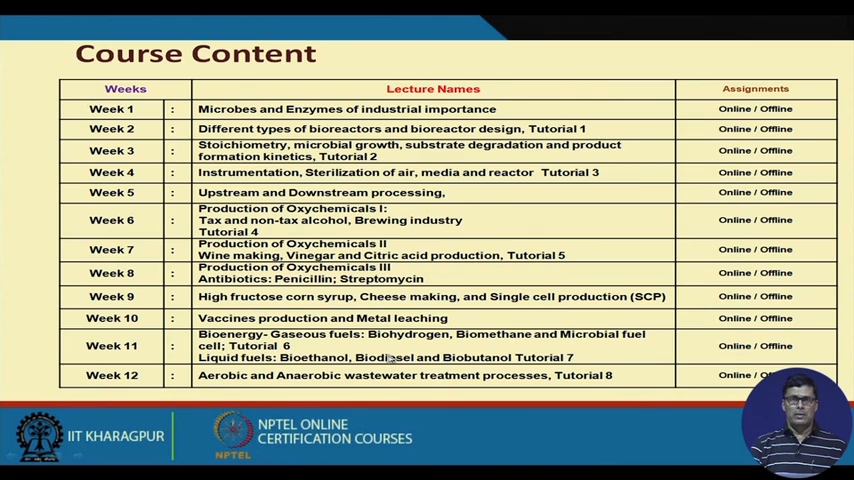 Course Content
Weeks Lecture Names Assignments
Week 1 : Microbes and Enzymes of industrial importance Online / Offline
Week 2 : Different types of bioreactors and bioreactor design, Tutorial 1 Online / Offline
Week 3 : Stoichiometry, microbial growth, substrate degradation and product
formation kinetics, Tutorial 2 Online / Offline
Week 4 : Instrumentation, Sterilization of air, media and reactor Tutorial 3 Online / Offline
Week 5 : Upstream and Downstream processing, Online / Offline
Week 6 : Production of Oxychemicals I:
Tax and non-tax alcohol, Brewing industry Online / Offline
Tutorial 4
Week 7 : Production of Oxychemicals II Online / Offline
Wine making, Vinegar and Citric acid production, Tutorial 5
Week 8 : Production of Oxychemicals III Online / Offline
Antibiotics: Penicillin; Streptomycin
Week 9 : High fructose corn syrup, Cheese making, and Single cell production (SCP) Online / Offline
Week 10 : Vaccines production and Metal leaching Online / Offline
Week 11 : Bioenergy- Gaseous fuels: Biohydrogen, Biomethane and Microbial fuel
cell; Tutorial 6 Online / Offline
Liquid fuels: Bioethanol, Biodiesel and Biobutanol Tutorial 7
Week 12 : Aerobic and Anaerobic wastewater treatment processes, Tutorial 8 Online / Off
IIT KHARAGPUR
NPTEL
NPTEL ONLINE
CERTIFICATION COURSES